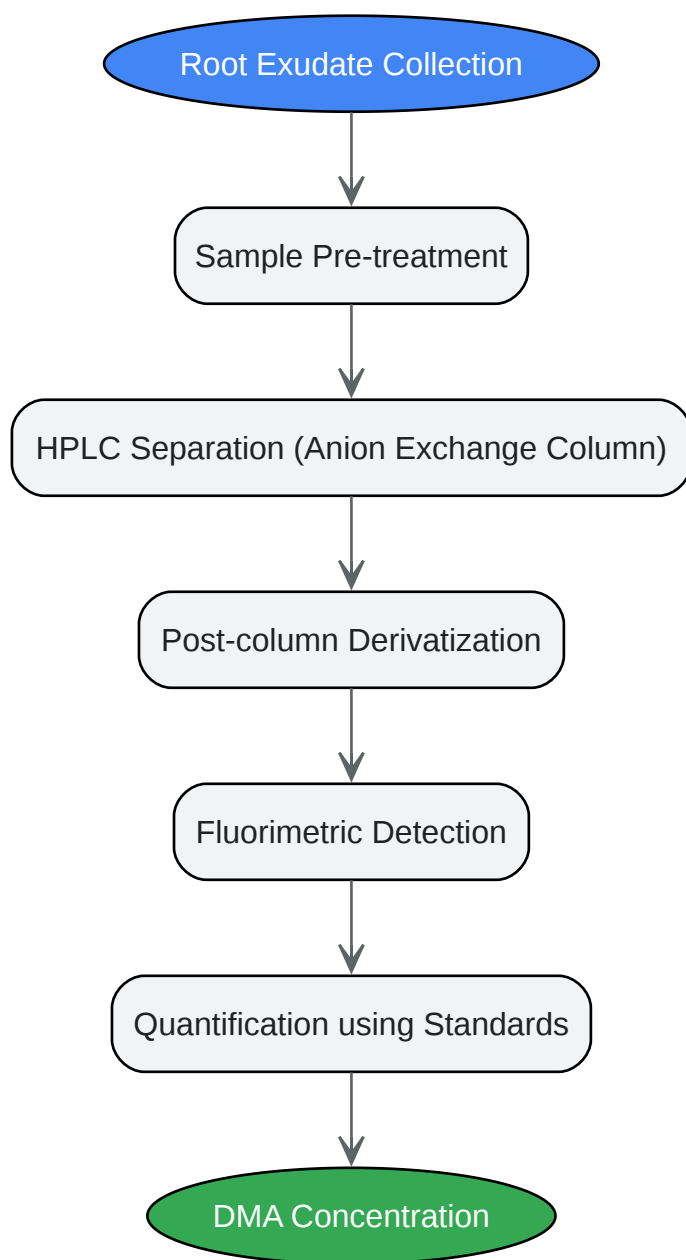 Root Exudate Collection
Sample Pre-treatment
HPLC Separation (Anion Exchange Column)
Post-column Derivatization
Fluorimetric Detection
Quantification using Standards
DMA Concentration